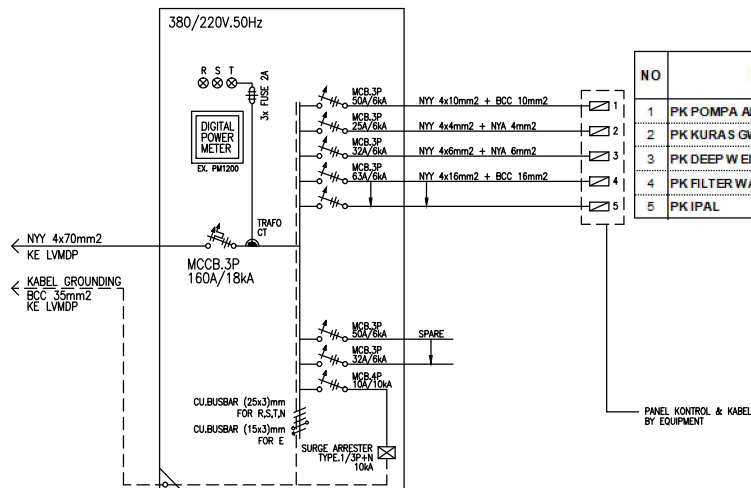 380/220V.50Hz
R S T
3x FUSE 2A
DIGITAL
POWER
METER
EX. PM1200
MCB.3P
50A/6kA
NYY 4x10mm2 + BCC 10mm2
1
MCB.3P
25A/6kA
NYY 4x4mm2 + NYA 4mm2
2
MCB.3P
32A/6kA
NYY 4x6mm2 + NYA 6mm2
3
MCB.3P
63A/6kA
NYY 4x16mm2 + BCC 16mm2
4
5
NO
1 PK POMPA
2 PK KURAS
3 PK DEEP
4 PK FILTER
5 PK IPAL
NYY 4x70mm2
KE LVMDP
TRAFO
CT
MCCB.3P
160A/18kA
KABEL GROUNDING
BCC 35mm2
KE LVMDP
MCB.3P
50A/6kA
SPARE
MCB.3P
32A/6kA
MCB.4P
10A/10kA
CU.BUSBAR (25x3)mm
FOR R,S,T,N
CU.BUSBAR (15x3)mm
FOR E
SURGE ARRESTER
TYPE.1/3P+N
10kA
PANEL KONTROL & KABEL
BY EQUIPMENT